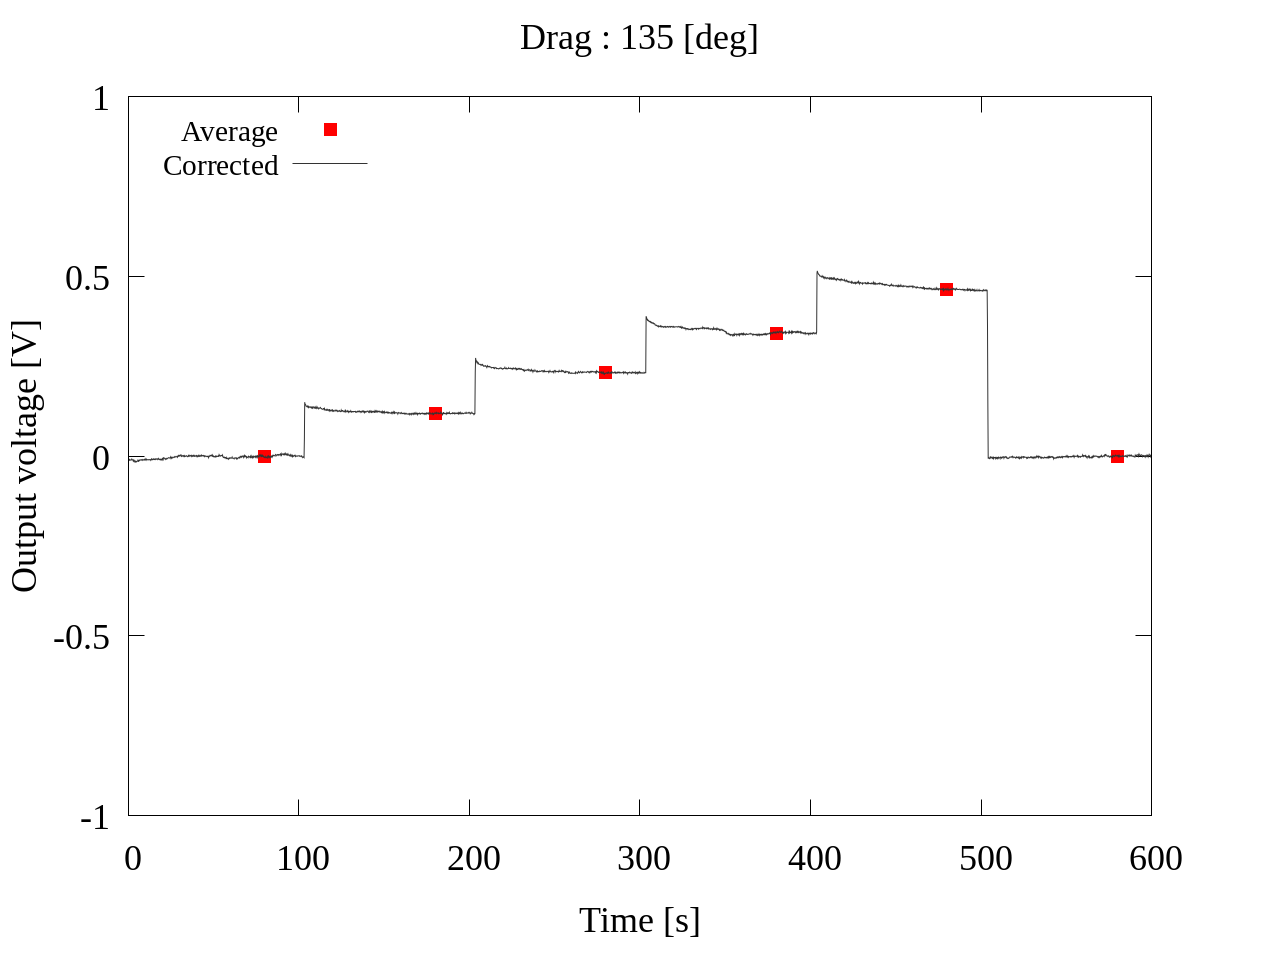 Drag : 135 [deg]
Average
Corrected
1
0.5
0
-0.5
-1
Output voltage [V]
0 100 200 300 400 500 600
Time [s]